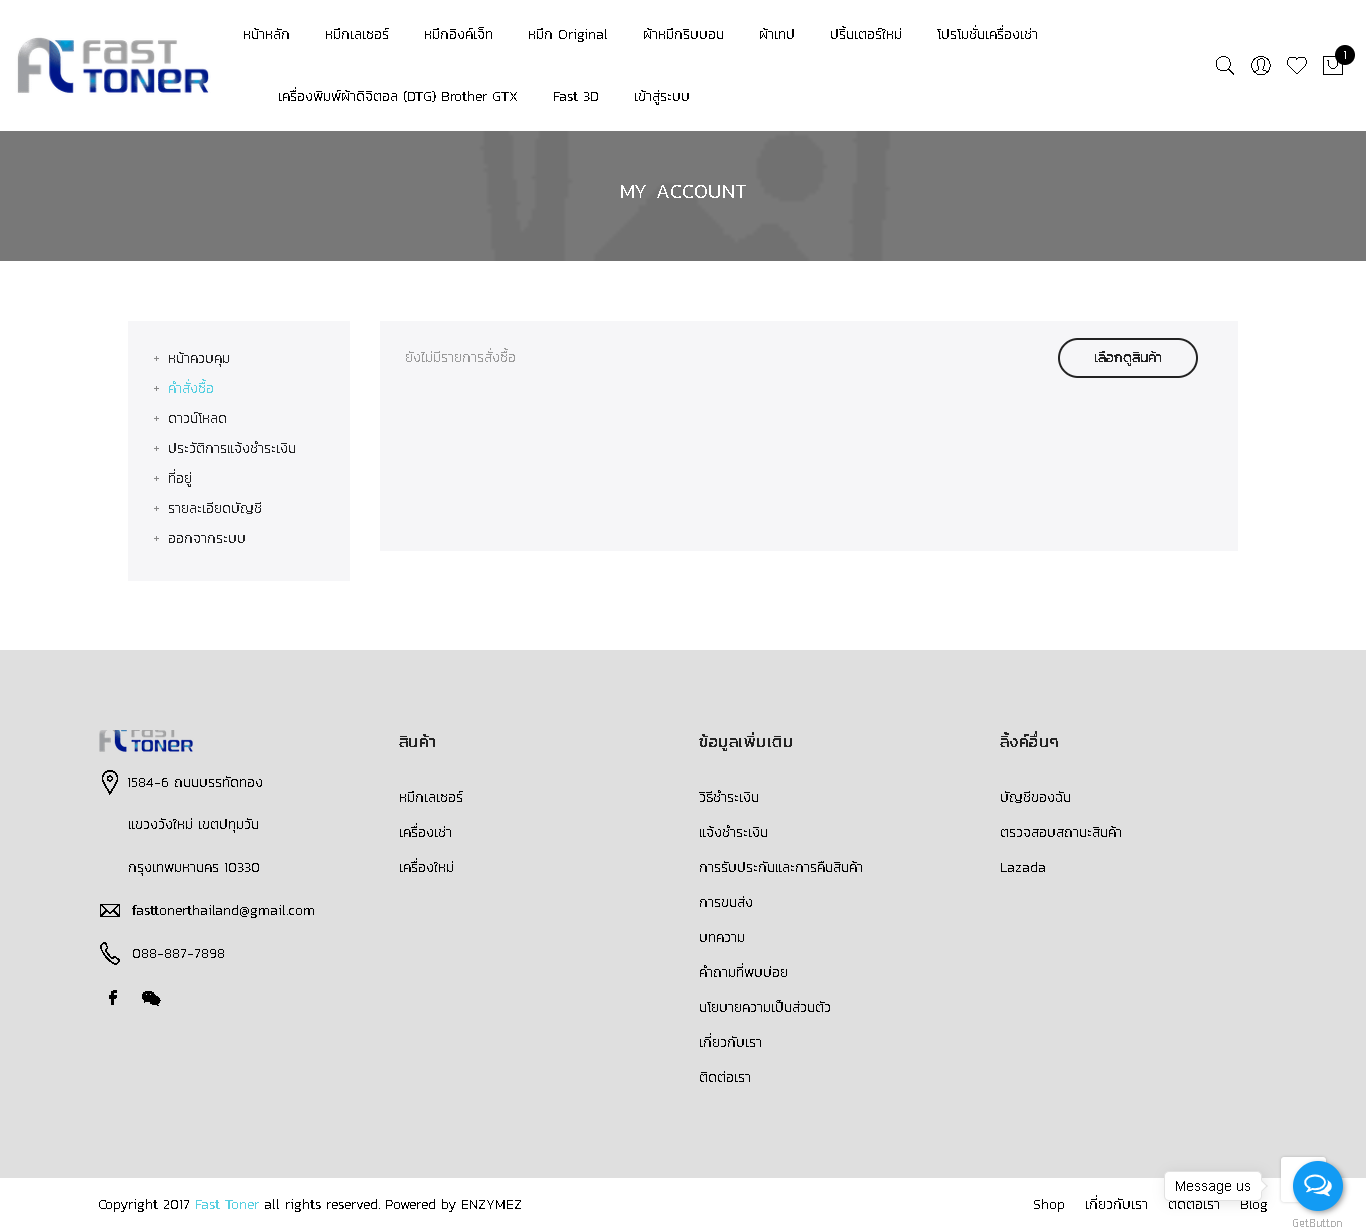 FAST TONER
หน้าหลัก หมึกเลเซอร์ หมึกอิงค์เจ็ท หมึก Original ผ้าหมึกริบบอน ผ้าเทป ปริ้นเตอร์ใหม่ โปรโมชั่นเครื่องเช่า
1
เครื่องพิมพ์ผ้าดิจิตอล (DTG) Brother GTX Fast 3D เข้าสู่ระบบ
MY ACCOUNT
+ หน้าควบคุม
+ คำสั่งซื้อ
+ ดาวน์โหลด
+ ประวัติการแจ้งชำระเงิน
+ ที่อยู่
+ รายละเอียดบัญชี
+ ออกจากระบบ
ยังไม่มีรายการสั่งซื้อ เลือกดูสินค้า
FAST TONER
1584-6 ถนนบรรทัดทอง
แขวงวังใหม่ เขตปทุมวัน
กรุงเทพมหานคร 10330
fasttonerthailand@gmail.com
088-887-7898
สินค้า
หมึกเลเซอร์
เครื่องเช่า
เครื่องใหม่
ข้อมูลเพิ่มเติม
วิธีชำระเงิน
แจ้งชำระเงิน
การรับประกันและการคืนสินค้า
การขนส่ง
บทความ
คำถามที่พบบ่อย
นโยบายความเป็นส่วนตัว
เกี่ยวกับเรา
ติดต่อเรา
ลิ้งค์อื่นๆ
บัญชีของฉัน
ตรวจสอบสถานะสินค้า
Lazada
Message us
Copyright 2017 Fast Toner all rights reserved. Powered by ENZYMEZ
Shop เกี่ยวกับเรา ติดต่อเรา Blog
GetButton